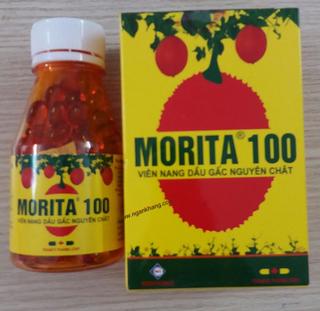 MORITA 100
VIÊN NANG DẦU GẤC NGUYÊN CHẤT
MORITA® 100
VIÊN NANG DẦU GẤC NGUYÊN CHẤT
www.ngankhang.com